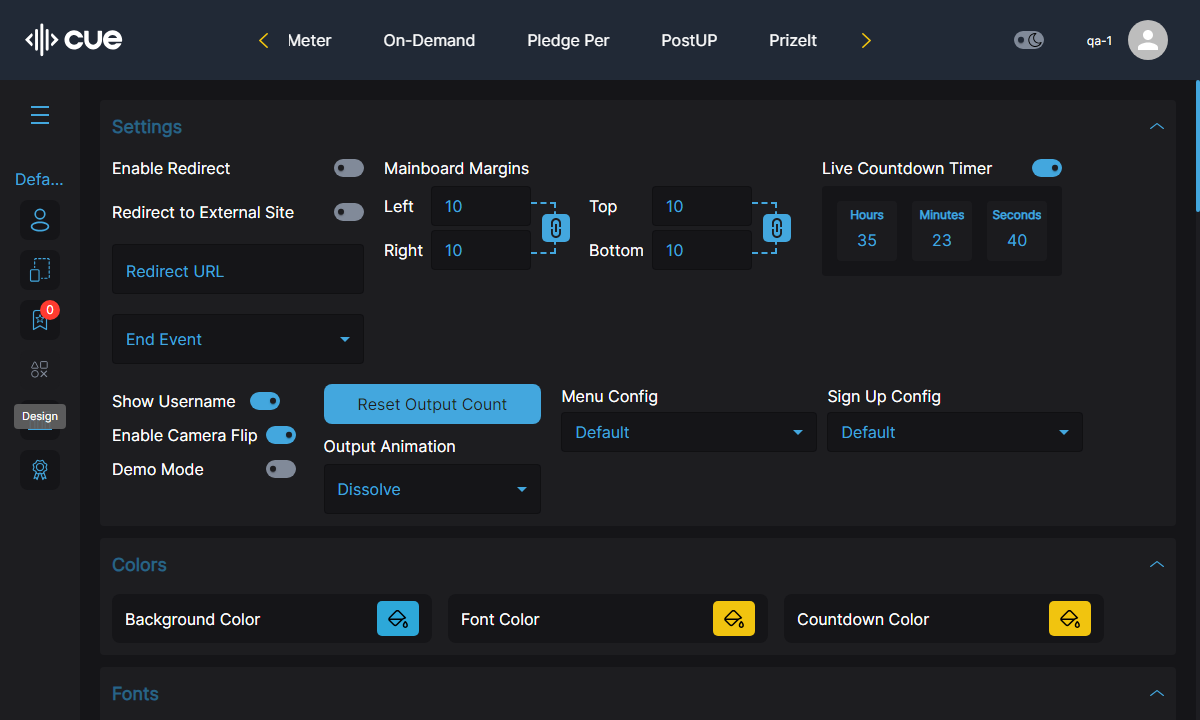 cue
Meter
On-Demand
Pledge Per
PostUP
PrizeIt
qa-1
Defa...
0
Design
Settings
Enable Redirect
Redirect to External Site
Redirect URL
End Event
Mainboard Margins
Left
10
Right
10
Top
10
Bottom
10
Live Countdown Timer
Hours
35
Minutes
23
Seconds
40
Show Username
Enable Camera Flip
Demo Mode
Reset Output Count
Output Animation
Dissolve
Menu Config
Default
Sign Up Config
Default
Colors
Background Color
Font Color
Countdown Color
Fonts